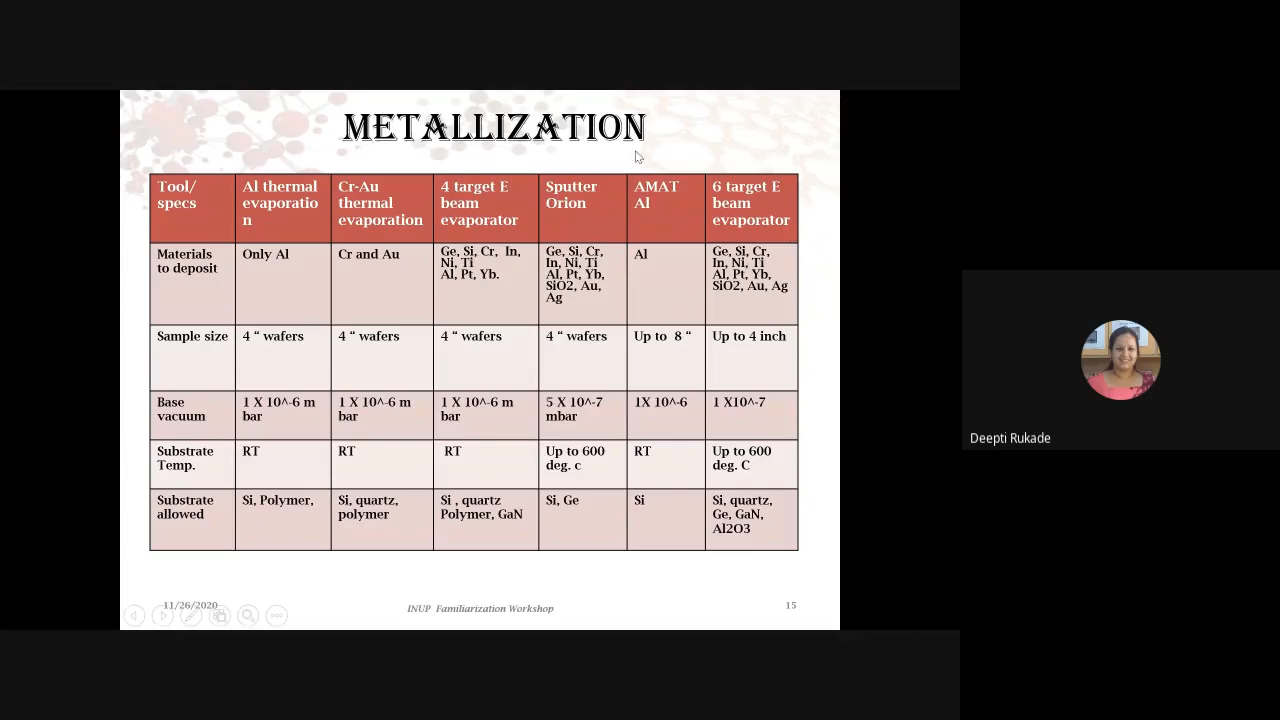 METALLIZATION
Tool/
specs
Al thermal
evaporatio
n
Cr-Au
thermal
evaporation
4 target E
beam
evaporator
Sputter
Orion
AMAT
Al
6 target E
beam
evaporator
Materials
to deposit
Only Al
Cr and Au
Ge, Si, Cr, In,
Ni, Ti
Al, Pt, Yb.
Ge, Si, Cr,
In, Ni, Ti
Al, Pt, Yb,
SiO2, Au,
Ag
Al
Ge, Si, Cr,
In, Ni, Ti
Al, Pt, Yb,
SiO2, Au, Ag
Sample size
4 “ wafers
4 “ wafers
4 “ wafers
4 “ wafers
Up to 8 “
Up to 4 inch
Base
vacuum
1 X 10^-6 m
bar
1 X 10^-6 m
bar
1 X 10^-6 m
bar
5 X 10^-7
mbar
1X 10^-6
1 X10^-7
Substrate
Temp.
RT
RT
RT
Up to 600
deg. c
RT
Up to 600
deg. C
Substrate
allowed
Si, Polymer,
Si, quartz,
polymer
Si , quartz
Polymer, GaN
Si, Ge
Si
Si, quartz,
Ge, GaN,
Al2O3
11/26/2020
INUP Familiarization Workshop
15
Deepti Rukade